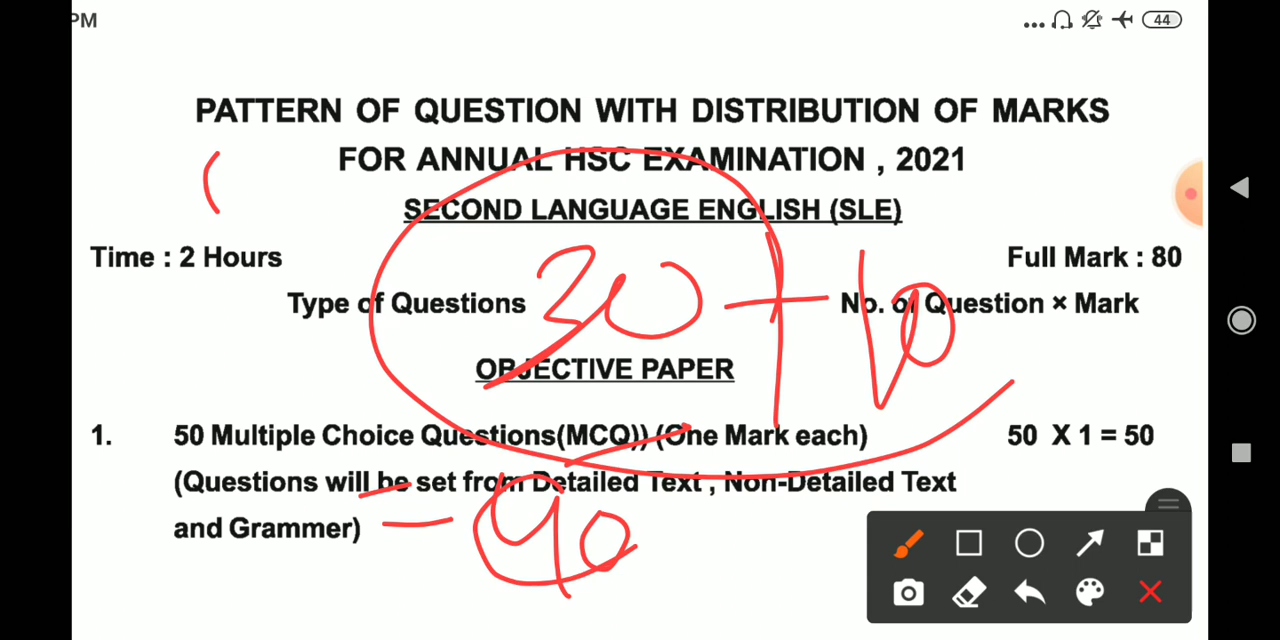 PM
44
PATTERN OF QUESTION WITH DISTRIBUTION OF MARKS
FOR ANNUAL HSC EXAMINATION , 2021
SECOND LANGUAGE ENGLISH (SLE)
Time : 2 Hours Full Mark : 80
Type of Questions No. of Question × Mark
30 + 10
OBJECTIVE PAPER
1. 50 Multiple Choice Questions(MCQ)) (One Mark each) 50 X 1 = 50
(Questions will be set from Detailed Text , Non-Detailed Text
and Grammer)
= 90